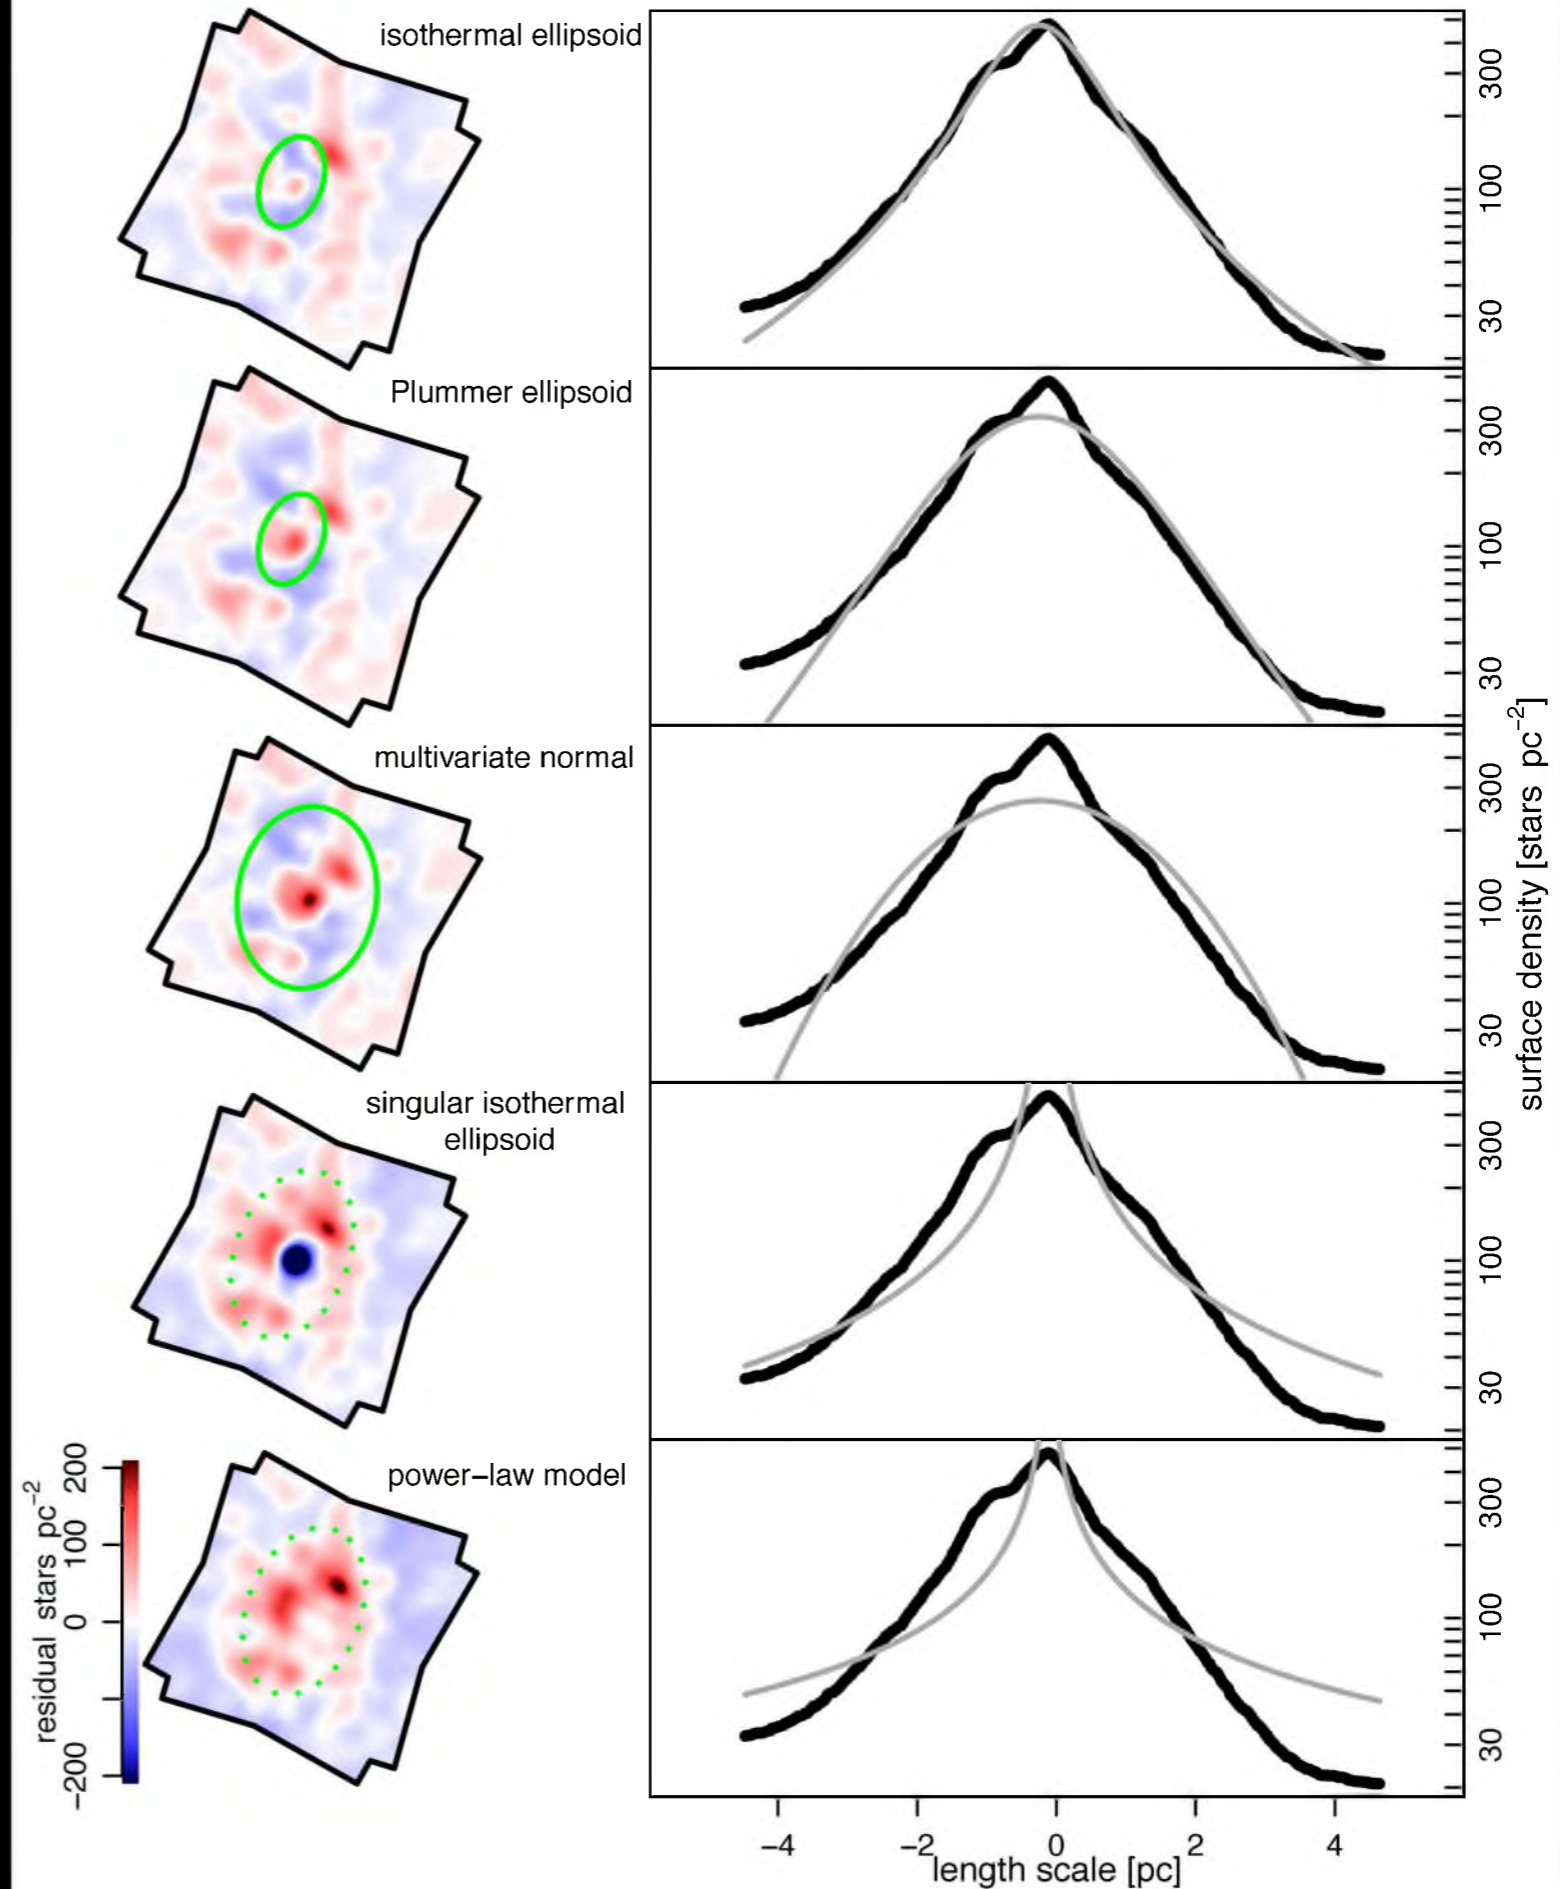 isothermal ellipsoid
300
100
30
Plummer ellipsoid
300
100
30
multivariate normal
300
100
30
surface density [stars pc⁻²]
singular isothermal
ellipsoid
300
100
30
power–law model
300
100
30
residual stars pc⁻²
200
100
0
−200
−4 −2 0 2 4
length scale [pc]